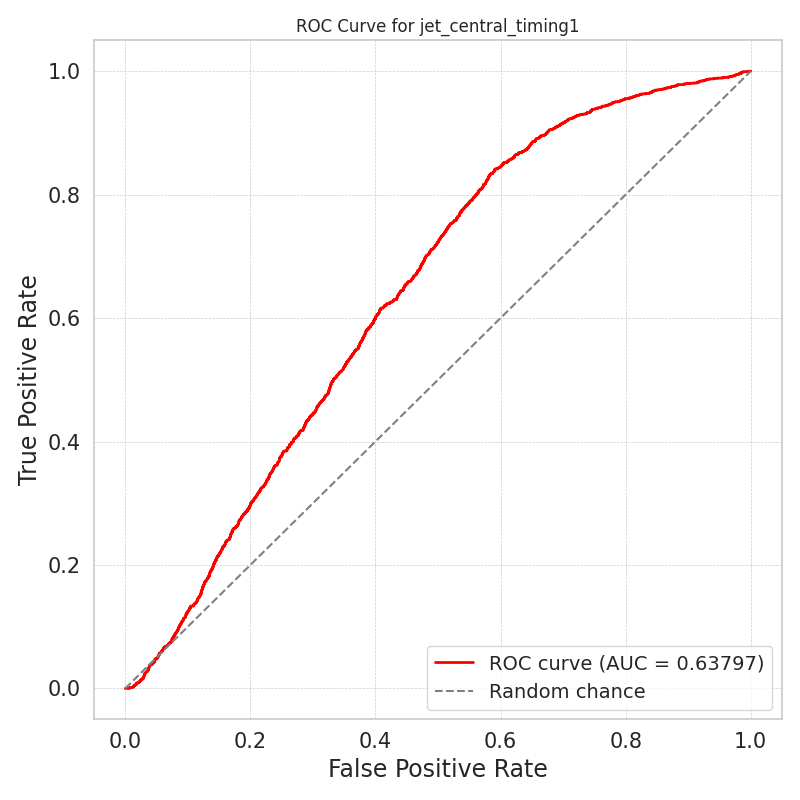 ROC Curve for jet_central_timing1
True Positive Rate
1.0
0.8
0.6
0.4
0.2
0.0
ROC curve (AUC = 0.63797)
Random chance
0.0 0.2 0.4 0.6 0.8 1.0
False Positive Rate